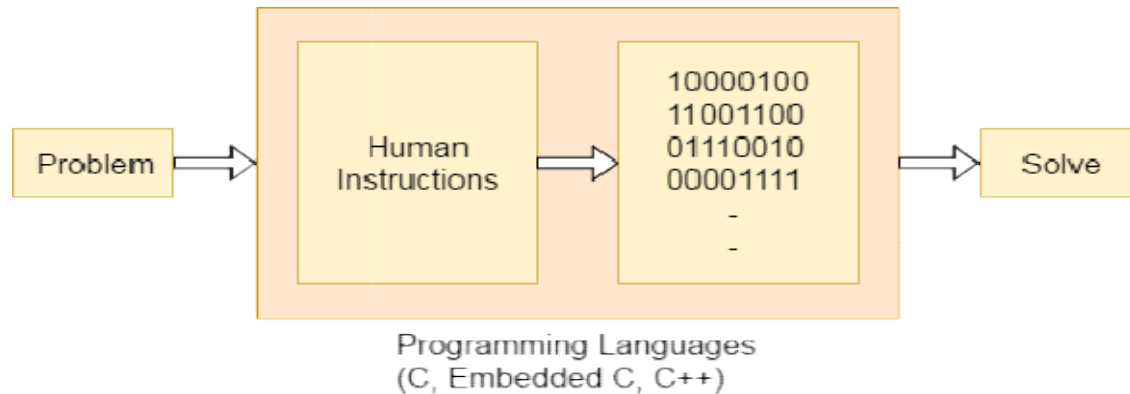 Problem
Human
Instructions
10000100
11001100
01110010
00001111
-
-
Solve
Programming Languages
(C, Embedded C, C++)